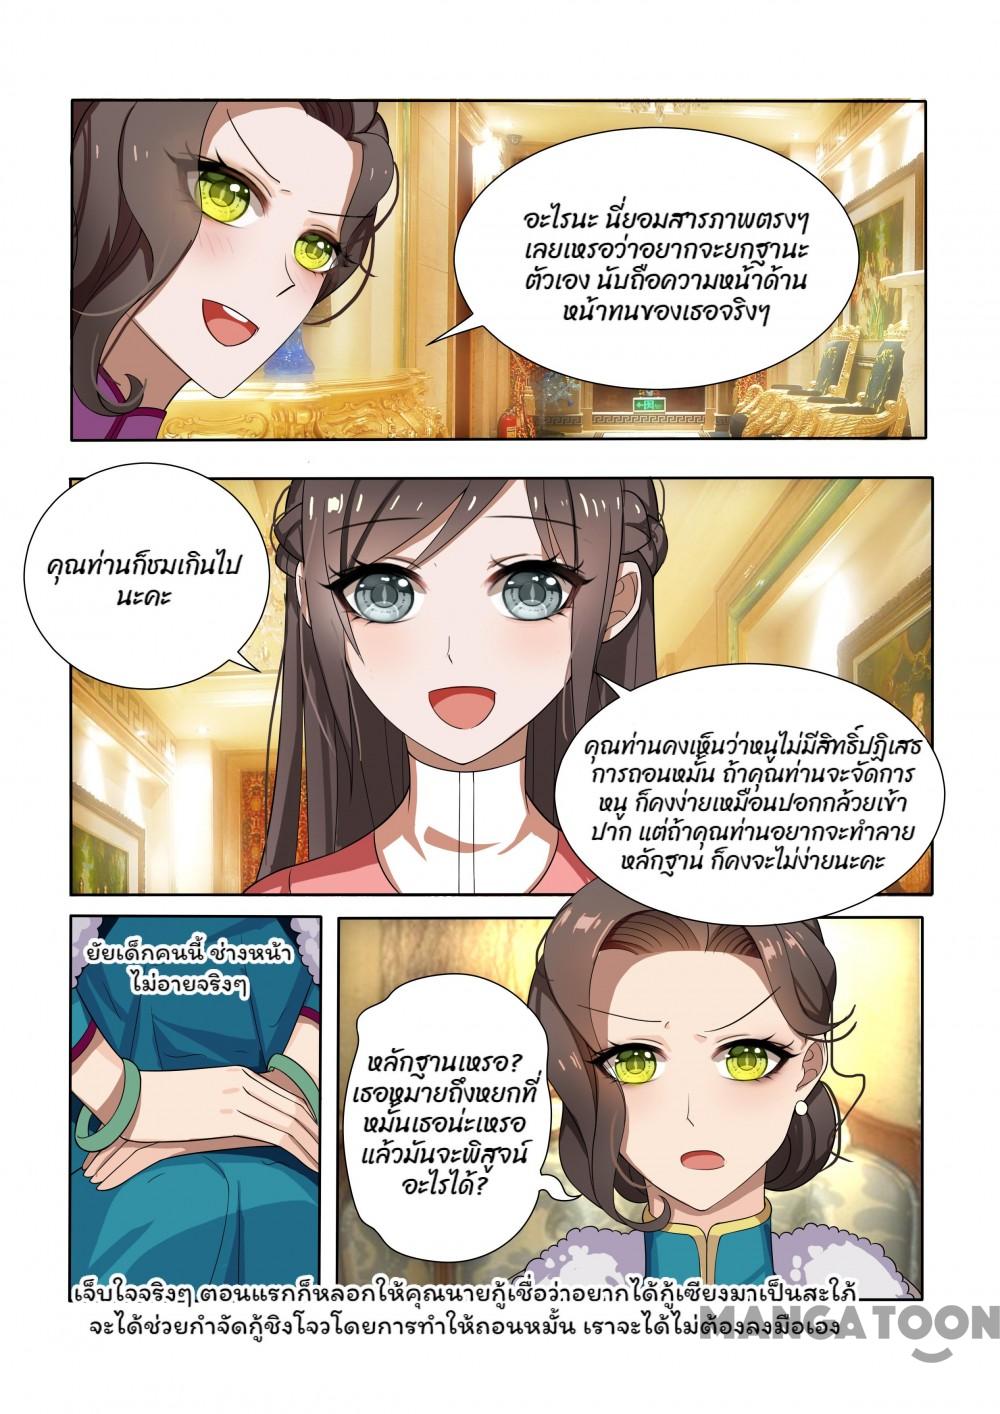 อะไรนะ นี่ยอมสารภาพตรงๆ
เลยเหรอว่าอยากจะยกฐานะ
ตัวเอง นับถือความหน้าด้าน
หน้าทนของเธอจริงๆ
คุณท่านก็ชมเกินไป
นะคะ
คุณท่านคงเห็นว่าหนูไม่มีสิทธิ์ปฏิเสธ
การถอนหมั้น ถ้าคุณท่านจะจัดการ
หนู ก็คงง่ายเหมือนปอกกล้วยเข้า
ปาก แต่ถ้าคุณท่านอยากจะทำลาย
หลักฐาน ก็คงจะไม่ง่ายนะคะ
ยัยเด็กคนนี้ ช่างหน้า
ไม่อายจริงๆ
หลักฐานเหรอ?
เธอหมายถึงหยกที่
หมั้นเธอน่ะเหรอ
แล้วมันจะพิสูจน์
อะไรได้?
เจ็บใจจริงๆ ตอนแรกก็หลอกให้คุณนายกู้เชื่อว่าอยากได้กู้เซียงมาเป็นสะใภ้
จะได้ช่วยกำจัดกู้ชิงโจวโดยการทำให้ถอนหมั้น เราจะได้ไม่ต้องลงมือเอง
MANGATOON